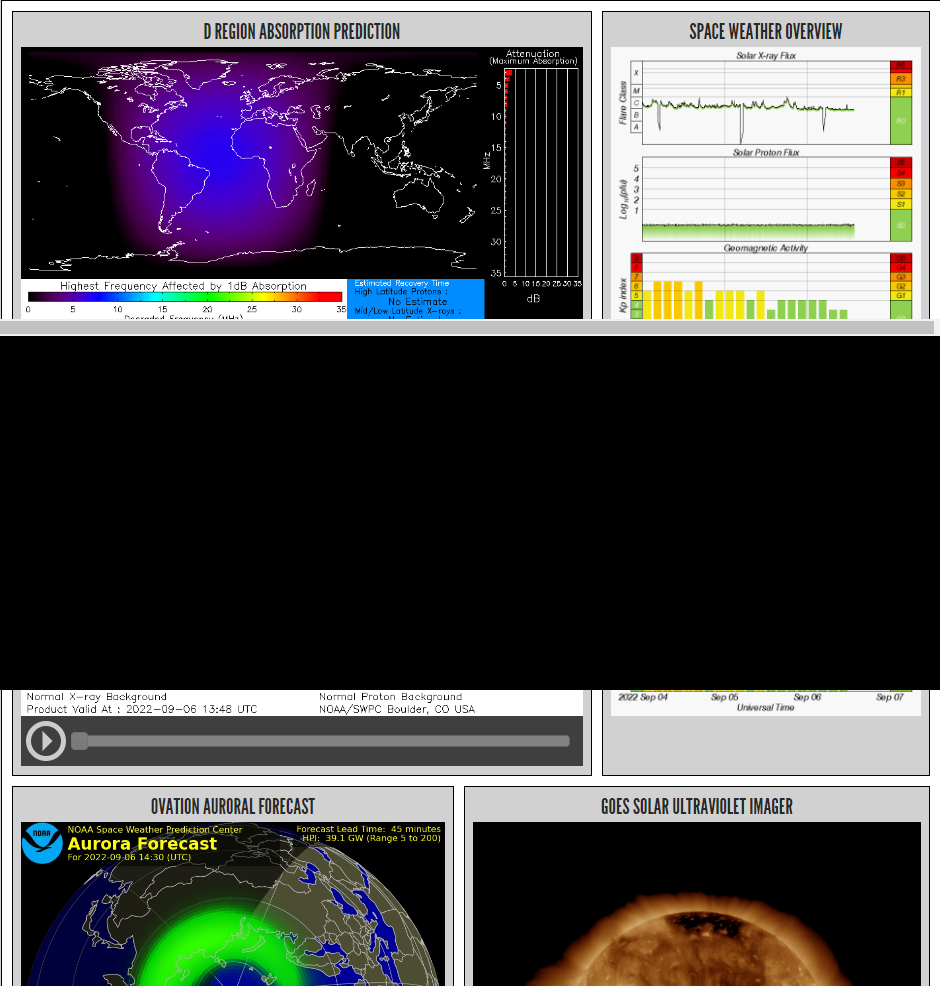 D REGION ABSORPTION PREDICTION
Attenuation
(Maximum Absorption)
5
10
15
20
25
30
35
MHz
0 5 10 15 20 25 30 35
dB
Highest Frequency Affected by 1dB Absorption
0 5 10 15 20 25 30 35
Degraded Frequency (MHz)
Estimated Recovery Time
High Latitude Protons :
No Estimate
Mid/Low Latitude X-rays :
No Estimate
SPACE WEATHER OVERVIEW
Solar X-ray Flux
Flare Class
X
M
C
B
A
R3
R1
R0
Solar Proton Flux
Log 10(pfu)
5
4
3
2
1
S4
S3
S2
S1
S0
Geomagnetic Activity
Kp index
7
6
5
4
3
G4
G3
G2
G1
Normal X-ray Background
Normal Proton Background
Product Valid At : 2022-09-06 13:48 UTC
NOAA/SWPC Boulder, CO USA
2022 Sep 04 Sep 05 Sep 06 Sep 07
Universal Time
OVATION AURORAL FORECAST
NOAA
NOAA Space Weather Prediction Center
Aurora Forecast
For 2022-09-06 14:30 (UTC)
Forecast Lead Time: 45 minutes
HPI: 39.1 GW (Range 5 to 200)
GOES SOLAR ULTRAVIOLET IMAGER